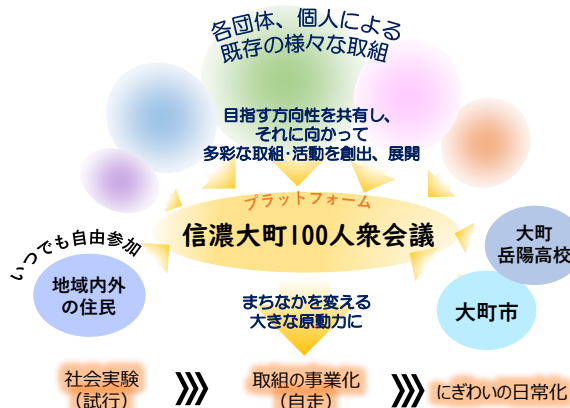 各団体、個人による
既存の様々な取組
目指す方向性を共有し、
それに向かって
多彩な取組・活動を創出、展開
プラットフォーム
信濃大町100人衆会議
いつでも自由参加
地域内外
の住民
大町
岳陽高校
大町市
まちなかを変える
大きな原動力に
社会実験
（試行）
取組の事業化
（自走）
にぎわいの日常化